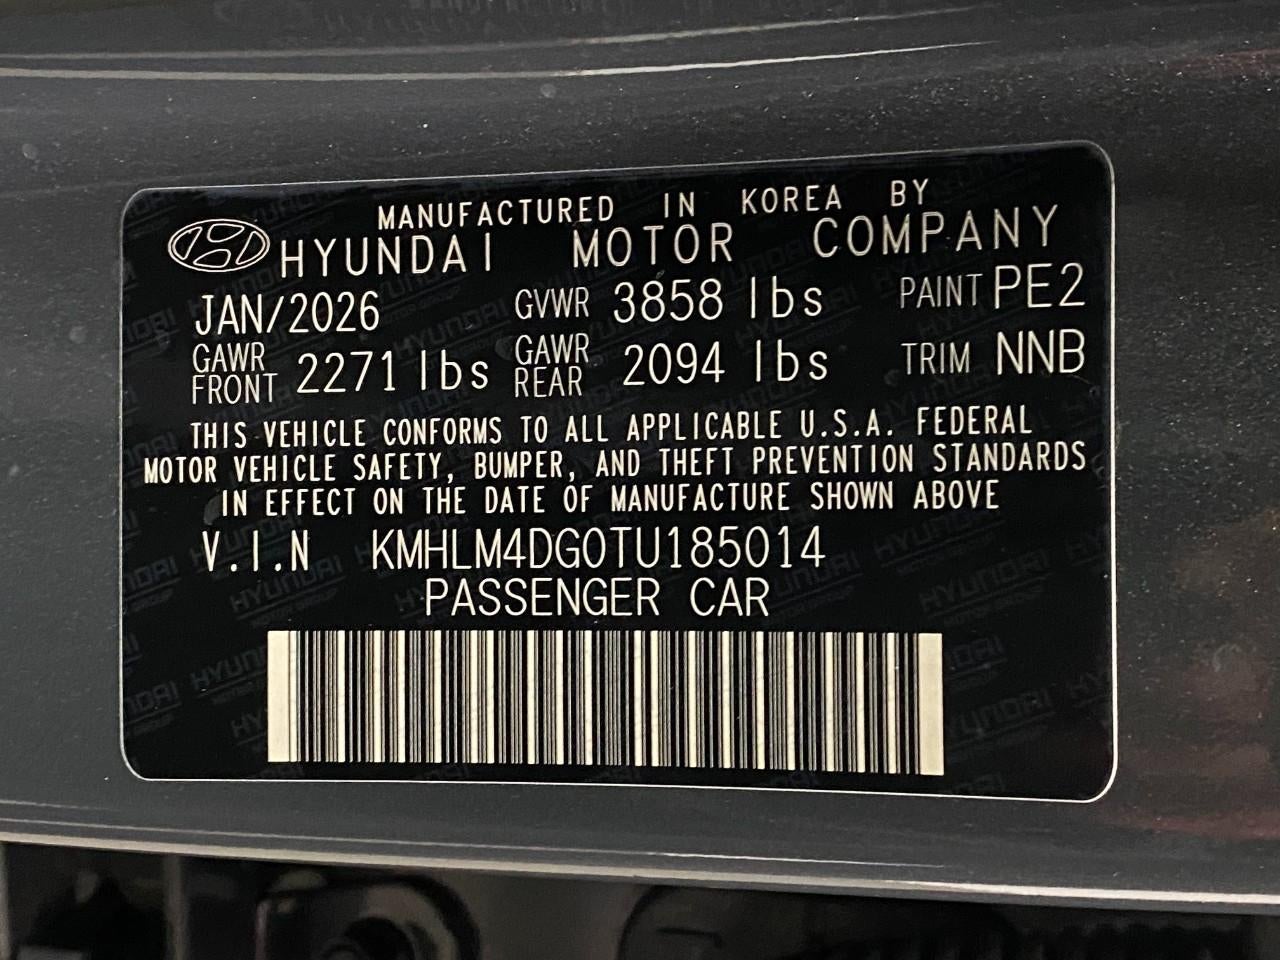 MANUFACTURED IN KOREA BY
HYUNDAI MOTOR COMPANY
JAN/2026 GVWR 3858 lbs PAINT PE2
GAWR FRONT 2271 lbs GAWR REAR 2094 lbs TRIM NNB
THIS VEHICLE CONFORMS TO ALL APPLICABLE U.S.A. FEDERAL
MOTOR VEHICLE SAFETY, BUMPER, AND THEFT PREVENTION STANDARDS
IN EFFECT ON THE DATE OF MANUFACTURE SHOWN ABOVE
V.I.N KMHLM4DG0TU185014
PASSENGER CAR